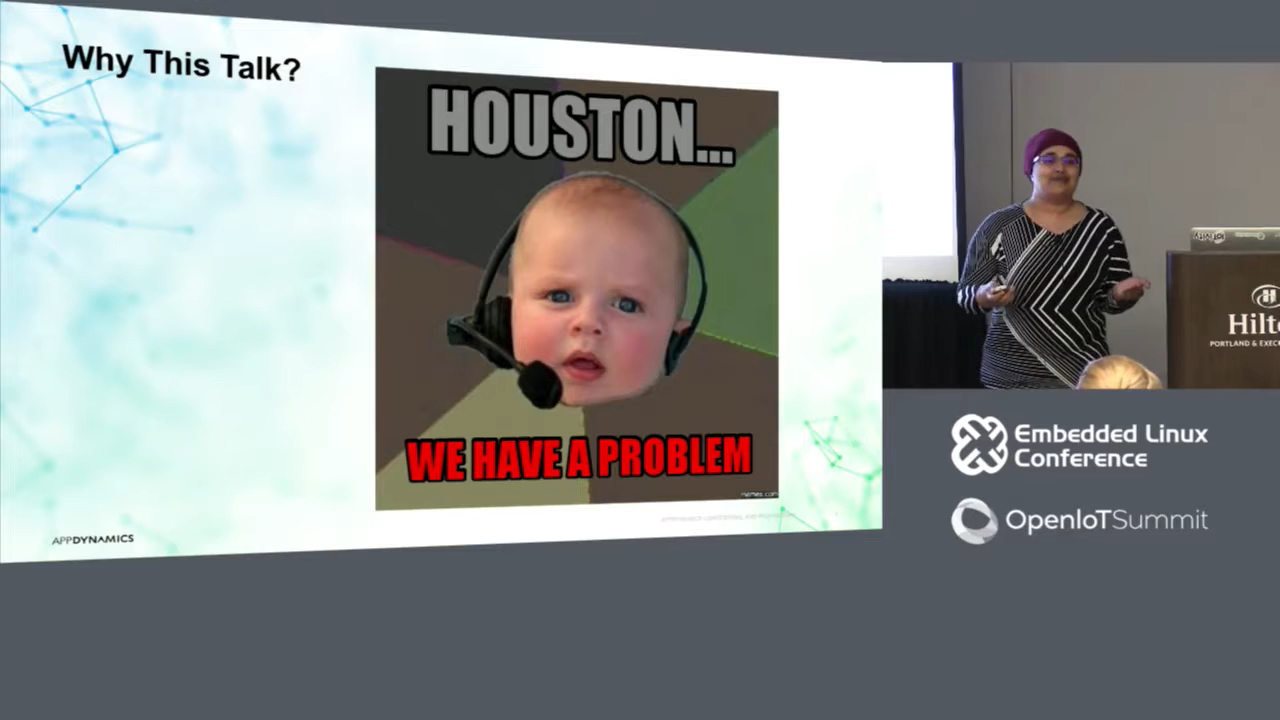 Why This Talk?
HOUSTON...
WE HAVE A PROBLEM
memes.com
APPDYNAMICS
Hilt
PORTLAND & EXEC
Embedded Linux
Conference
OpenIoTSummit